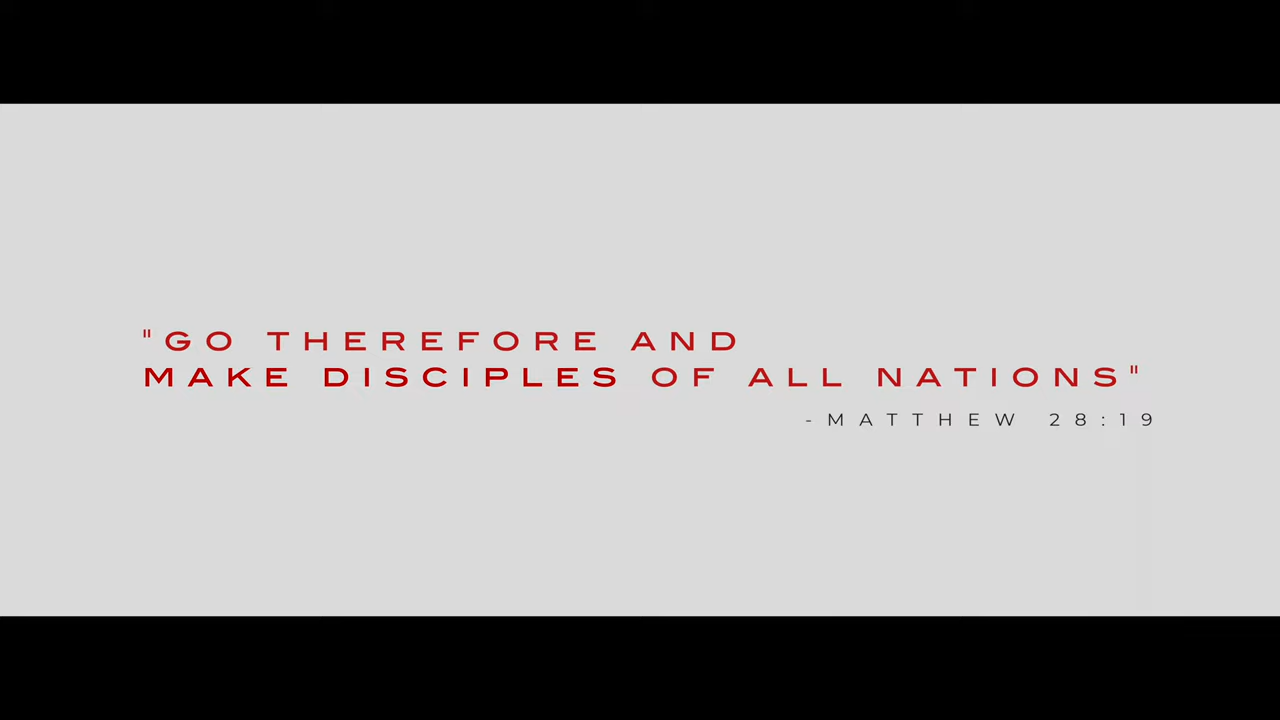 "GO THEREFORE AND
MAKE DISCIPLES OF ALL NATIONS"
-MATTHEW 28:19